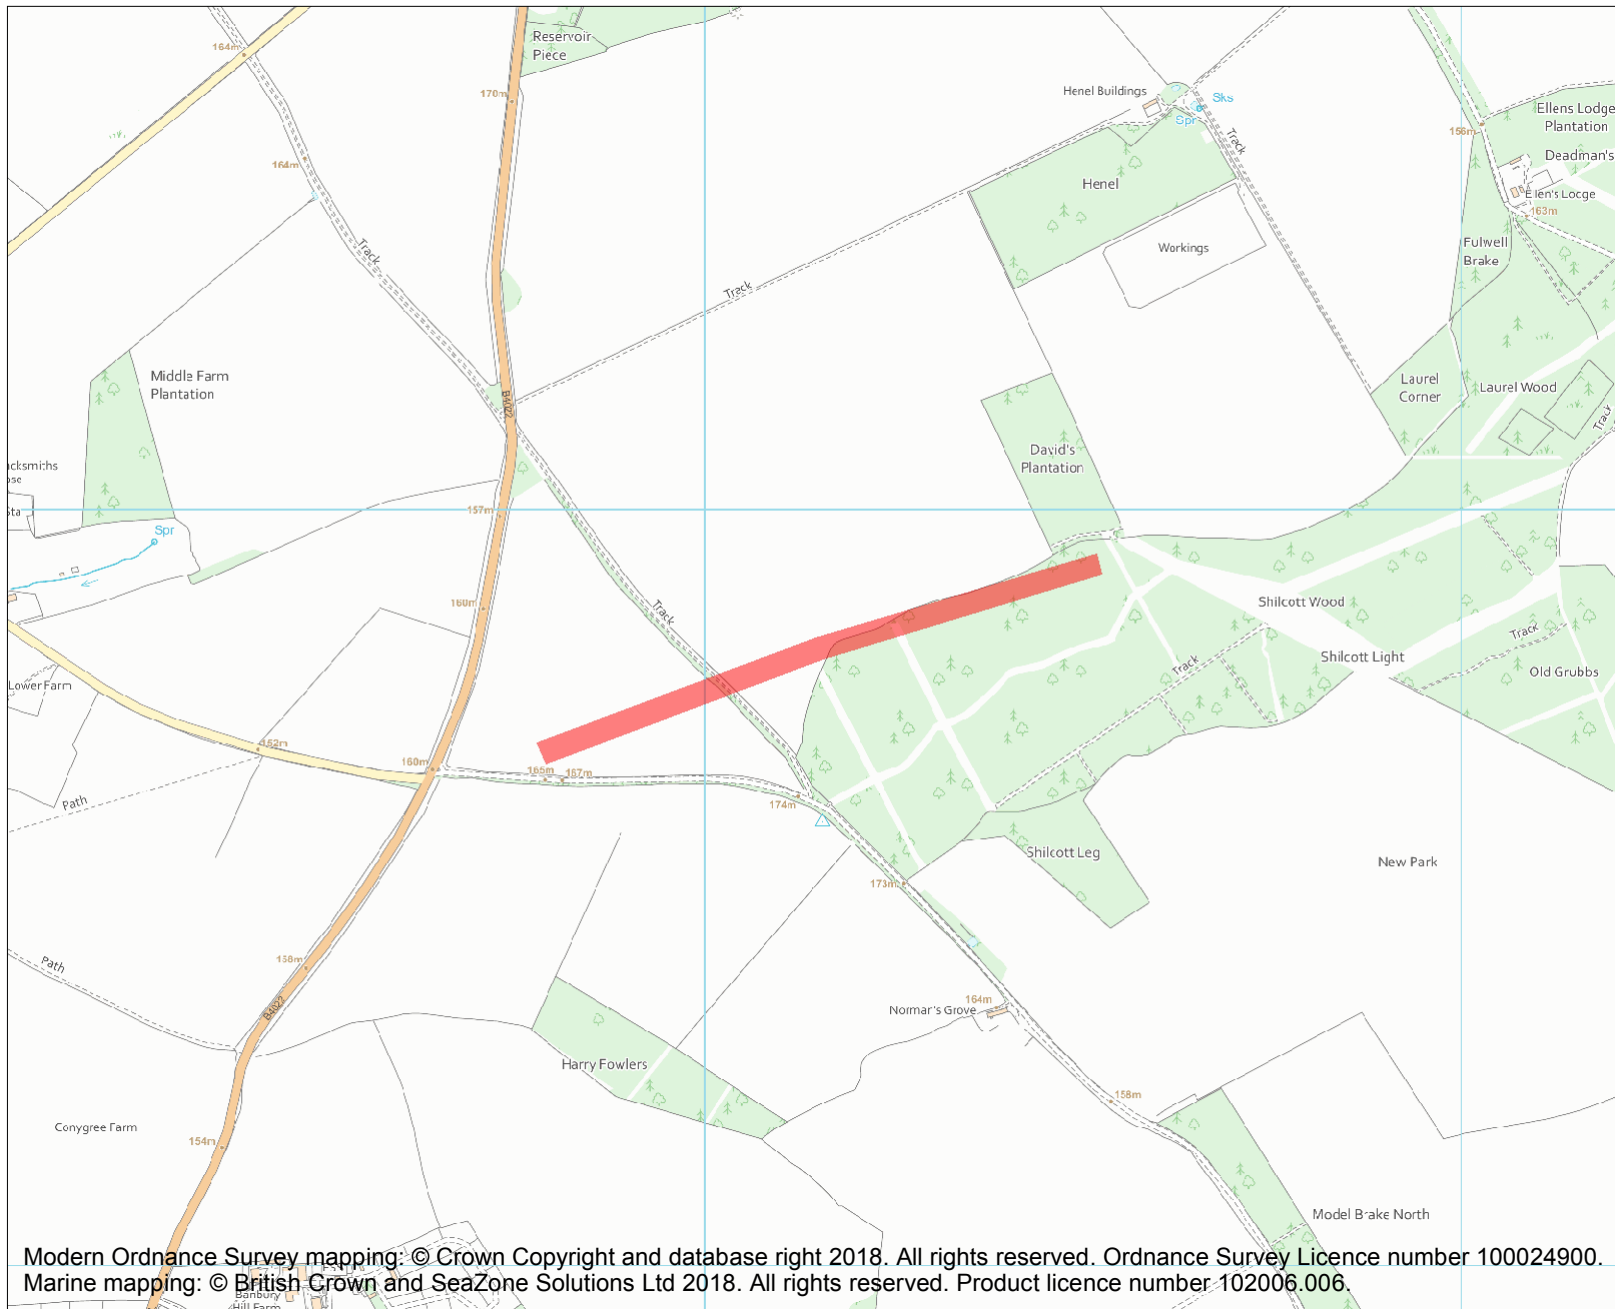 164m
Reservoir
Piece
170m
Henel Buildings
Sks
Spr
Track
Ellens Lodge
Plantation
156m
Deadman's
164m
Henel
Ellen's Lodge
163m
Track
Workings
Fulwell
Brake
Track
Middle Farm
Plantation
Laurel
Corner
Laurel Wood
B4022
Track
David's
Plantation
157m
Spr
160m
Track
Shilcott Wood
Track
Shilcott Light
Track
Lower Farm
Old Grubbs
160m
165m
167m
Path
174m
Shilcott Leg
New Park
173m
158m
Path
B4022
164m
Norman's Grove
Harry Fowlers
158m
Conygree Farm
154m
Model Brake North
Modern Ordnance Survey mapping: © Crown Copyright and database right 2018. All rights reserved. Ordnance Survey Licence number 100024900.
Marine mapping: © British Crown and SeaZone Solutions Ltd 2018. All rights reserved. Product licence number 102006.006.
Banbury
Hill Farm